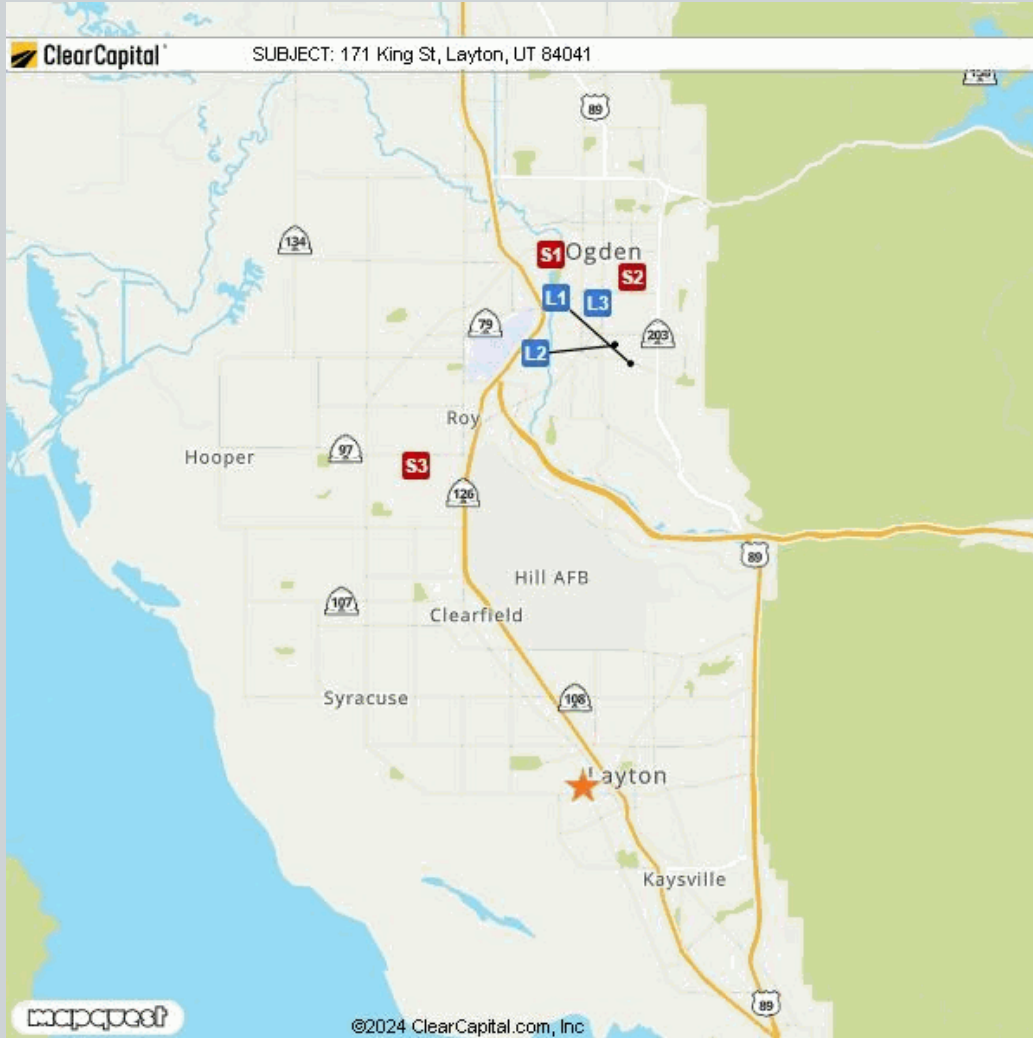 ClearCapital
SUBJECT: 171 King St, Layton, UT 84041
89
134
S1
Ogden
S2
L1
L3
79
203
L2
Roy
97
Hooper
S3
126
89
Hill AFB
107
Clearfield
108
Syracuse
Layton
Kaysville
89
mapquest
©2024 ClearCapital.com, Inc